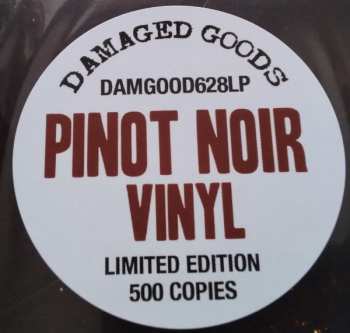 DAMAGED GOODS
DAMGOOD628LP
PINOT NOIR
VINYL
LIMITED EDITION
500 COPIES